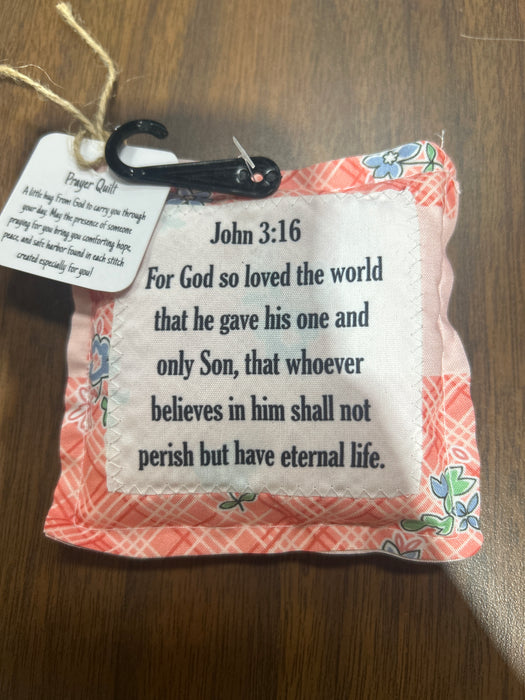 Prayer Quilt
A little hug From God to carry you through
your day. May the presence of someone
praying for you bring you comforting hope,
peace, and safe harbor found in each stitch
created especially for you!
John 3:16
For God so loved the world
that he gave his one and
only Son, that whoever
believes in him shall not
perish but have eternal life.